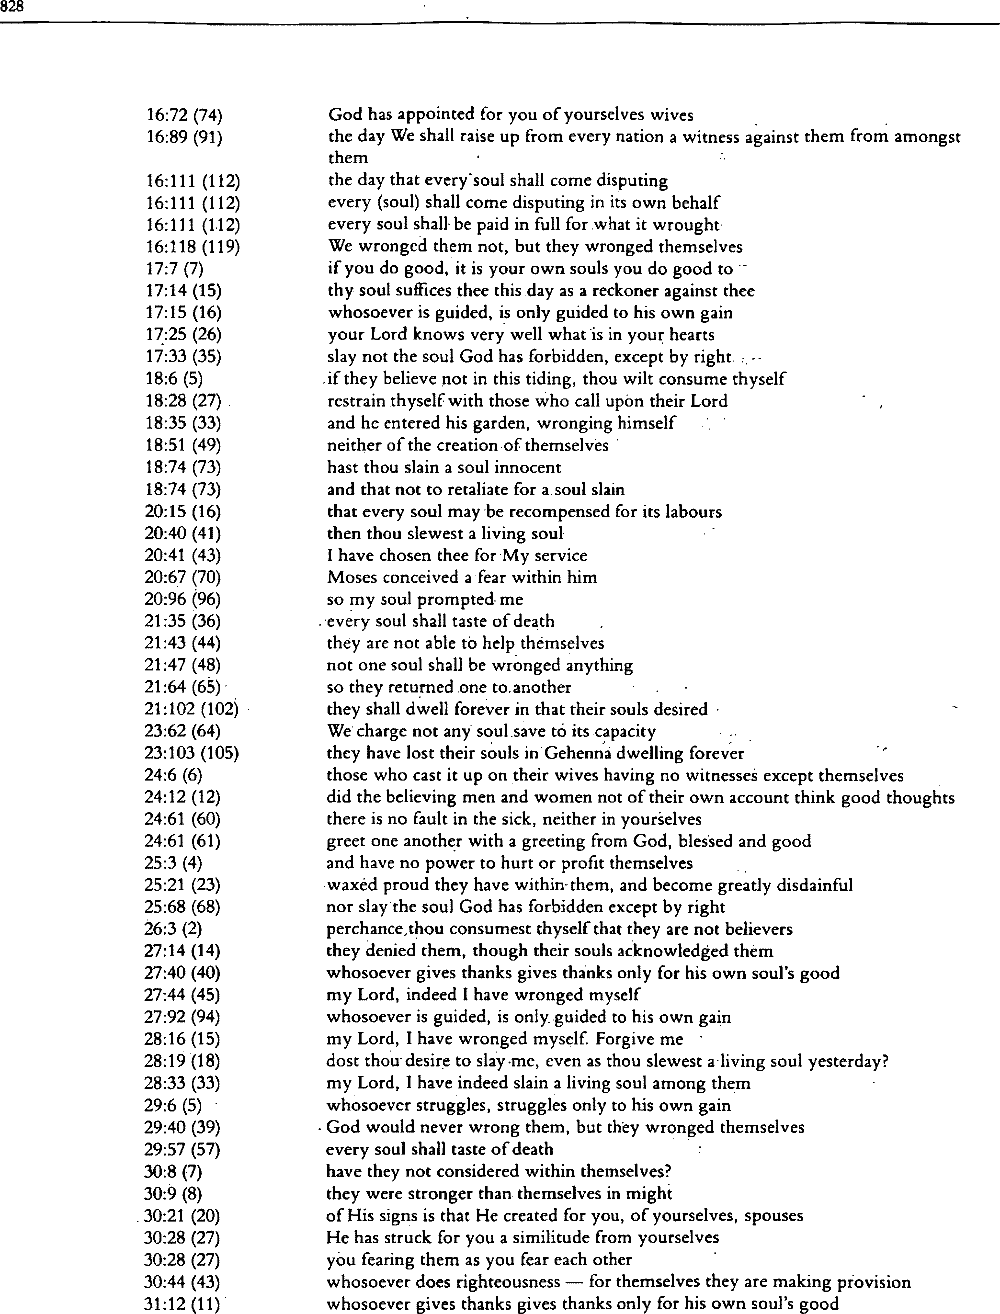 828
16:72 (74) God has appointed for you of yourselves wives
16:89 (91) the day We shall raise up from every nation a witness against them from amongst
them
16:111 (112) the day that every soul shall come disputing
16:111 (112) every (soul) shall come disputing in its own behalf
16:111 (112) every soul shall be paid in full for what it wrought
16:118 (119) We wronged them not, but they wronged themselves
17:7 (7) if you do good, it is your own souls you do good to
17:14 (15) thy soul suffices thee this day as a reckoner against thee
17:15 (16) whosoever is guided, is only guided to his own gain
17:25 (26) your Lord knows very well what is in your hearts
17:33 (35) slay not the soul God has forbidden, except by right
18:6 (5) if they believe not in this tiding, thou wilt consume thyself
18:28 (27) restrain thyself with those who call upon their Lord
18:35 (33) and he entered his garden, wronging himself
18:51 (49) neither of the creation of themselves
18:74 (73) hast thou slain a soul innocent
18:74 (73) and that not to retaliate for a soul slain
20:15 (16) that every soul may be recompensed for its labours
20:40 (41) then thou slewest a living soul
20:41 (43) I have chosen thee for My service
20:67 (70) Moses conceived a fear within him
20:96 (96) so my soul prompted me
21:35 (36) every soul shall taste of death
21:43 (44) they are not able to help themselves
21:47 (48) not one soul shall be wronged anything
21:64 (65) so they returned one to another
21:102 (102) they shall dwell forever in that their souls desired
23:62 (64) We charge not any soul save to its capacity
23:103 (105) they have lost their souls in Gehenna dwelling forever
24:6 (6) those who cast it up on their wives having no witnesses except themselves
24:12 (12) did the believing men and women not of their own account think good thoughts
24:61 (60) there is no fault in the sick, neither in yourselves
24:61 (61) greet one another with a greeting from God, blessed and good
25:3 (4) and have no power to hurt or profit themselves
25:21 (23) waxed proud they have within them, and become greatly disdainful
25:68 (68) nor slay the soul God has forbidden except by right
26:3 (2) perchance thou consumest thyself that they are not believers
27:14 (14) they denied them, though their souls acknowledged them
27:40 (40) whosoever gives thanks gives thanks only for his own soul's good
27:44 (45) my Lord, indeed I have wronged myself
27:92 (94) whosoever is guided, is only guided to his own gain
28:16 (15) my Lord, I have wronged myself. Forgive me
28:19 (18) dost thou desire to slay me, even as thou slewest a living soul yesterday?
28:33 (33) my Lord, I have indeed slain a living soul among them
29:6 (5) whosoever struggles, struggles only to his own gain
29:40 (39) God would never wrong them, but they wronged themselves
29:57 (57) every soul shall taste of death
30:8 (7) have they not considered within themselves?
30:9 (8) they were stronger than themselves in might
30:21 (20) of His signs is that He created for you, of yourselves, spouses
30:28 (27) He has struck for you a similitude from yourselves
30:28 (27) you fearing them as you fear each other
30:44 (43) whosoever does righteousness — for themselves they are making provision
31:12 (11) whosoever gives thanks gives thanks only for his own soul's good